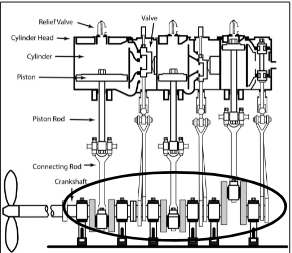 Relief Valve
Valve
Cylinder Head
Cylinder
Piston
Piston Rod
Connecting Rod
Crankshaft